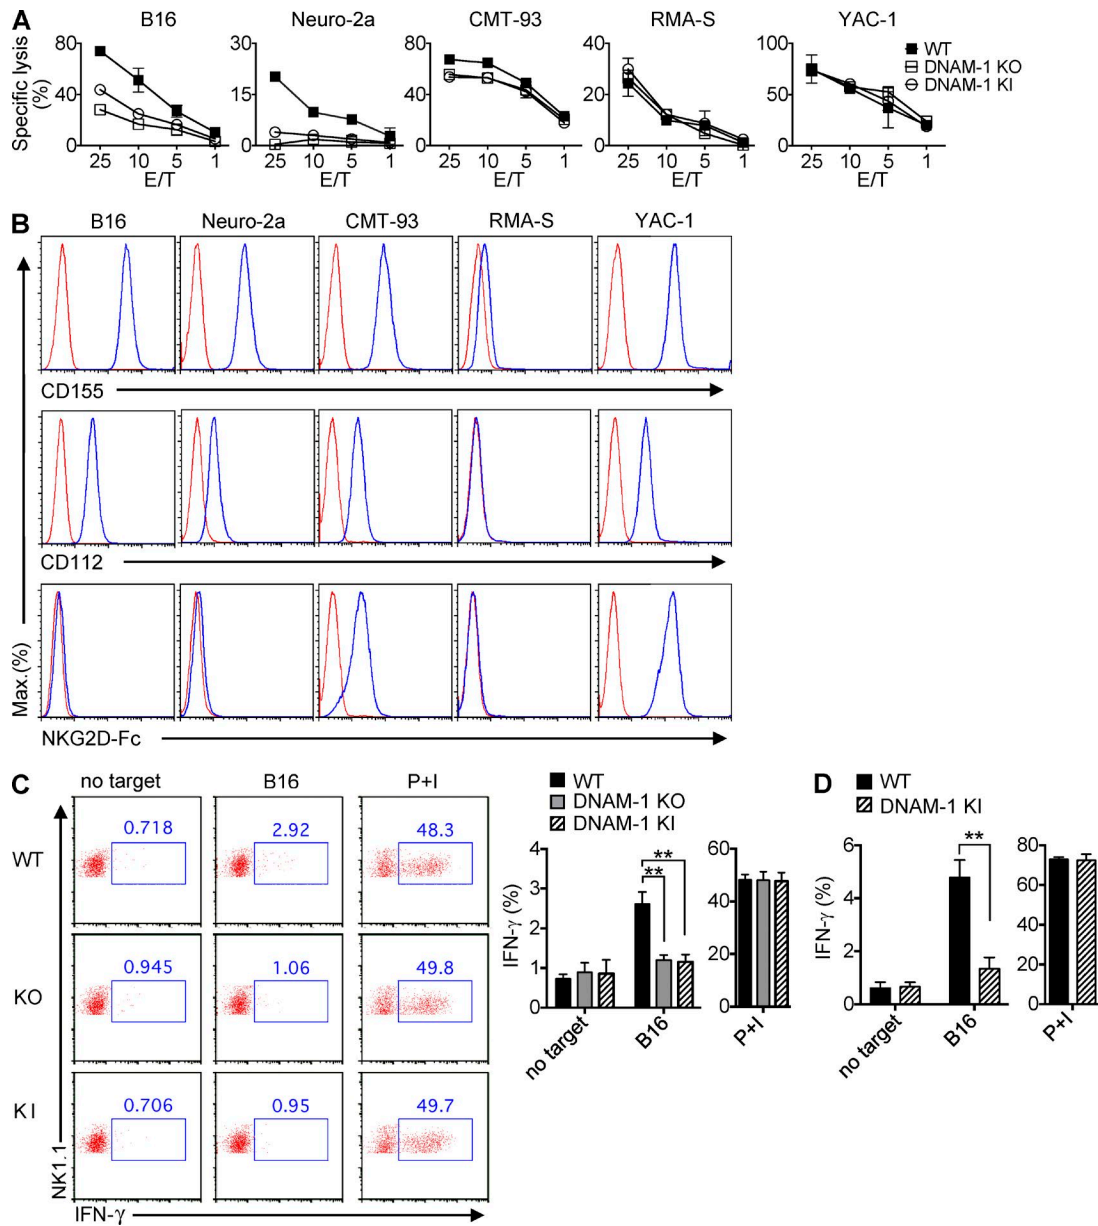 A
B16 Neuro-2a CMT-93 RMA-S YAC-1
Specific lysis
(%)
80
40
0
30
15
0
80
40
0
40
20
0
100
50
0
WT
DNAM-1 KO
DNAM-1 KI
25 10 5 1 25 10 5 1 25 10 5 1 25 10 5 1 25 10 5 1
E/T E/T E/T E/T E/T
B
B16 Neuro-2a CMT-93 RMA-S YAC-1
CD155
CD112
Max.(%)
NKG2D-Fc
C
no target B16 P+I
WT
0.718 2.92 48.3
KO
0.945 1.06 49.8
KI
0.706 0.95 49.7
NK1.1
IFN-γ
WT
DNAM-1 KO
DNAM-1 KI
IFN-γ (%)
4
3
2
1
0
**
**
60
40
20
0
no target B16 P+I
D
WT
DNAM-1 KI
IFN-γ (%)
6
4
2
0
**
80
60
40
20
0
no target B16 P+I